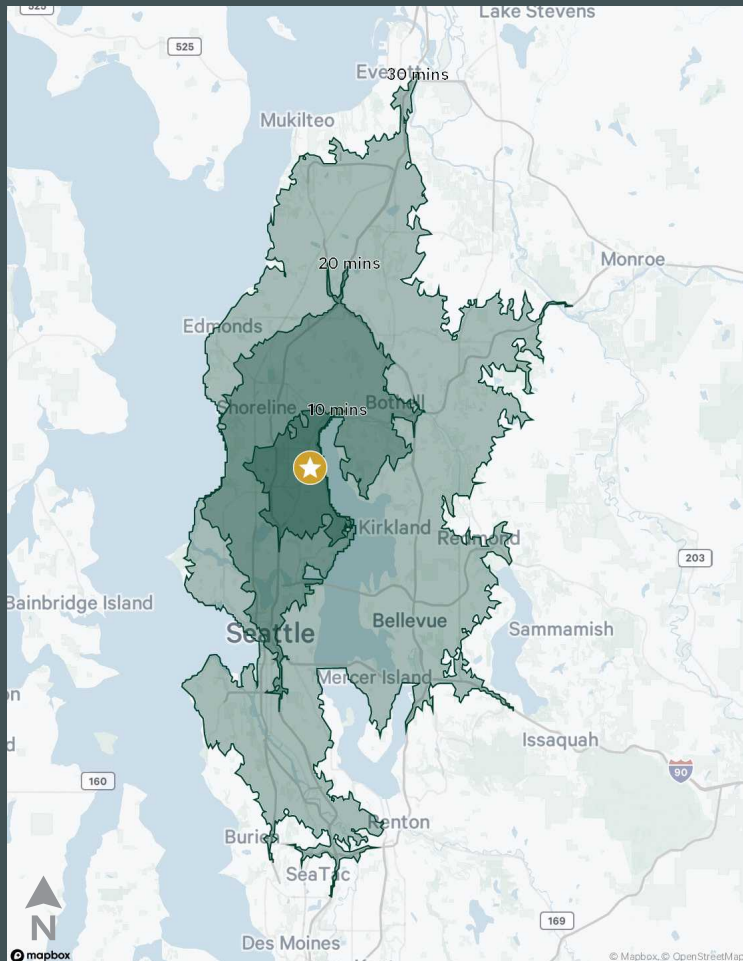 525
Lake Stevens
525
Everett
30 mins
Mukilteo
Monroe
20 mins
Edmonds
Shoreline
10 mins
Bothell
Kirkland
Redmond
203
Bainbridge Island
Seattle
Bellevue
Sammamish
Mercer Island
Issaquah
90
160
Renton
Burien
SeaTac
169
N
Des Moines
mapbox
© Mapbox, © OpenStreetMap